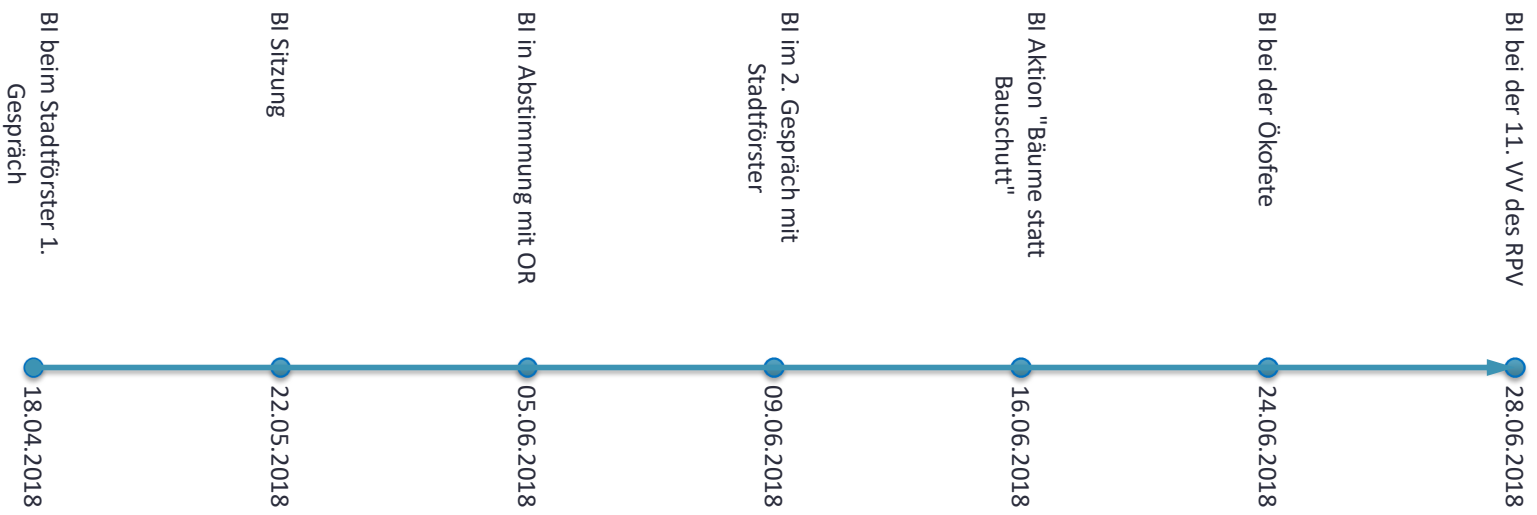 BI beim Stadtförster 1.
Gespräch
18.04.2018
BI Sitzung
22.05.2018
BI in Abstimmung mit OR
05.06.2018
BI im 2. Gespräch mit
Stadtförster
09.06.2018
BI Aktion "Bäume statt
Bauschutt"
16.06.2018
BI bei der Ökofete
24.06.2018
BI bei der 11. VV des RPV
28.06.2018